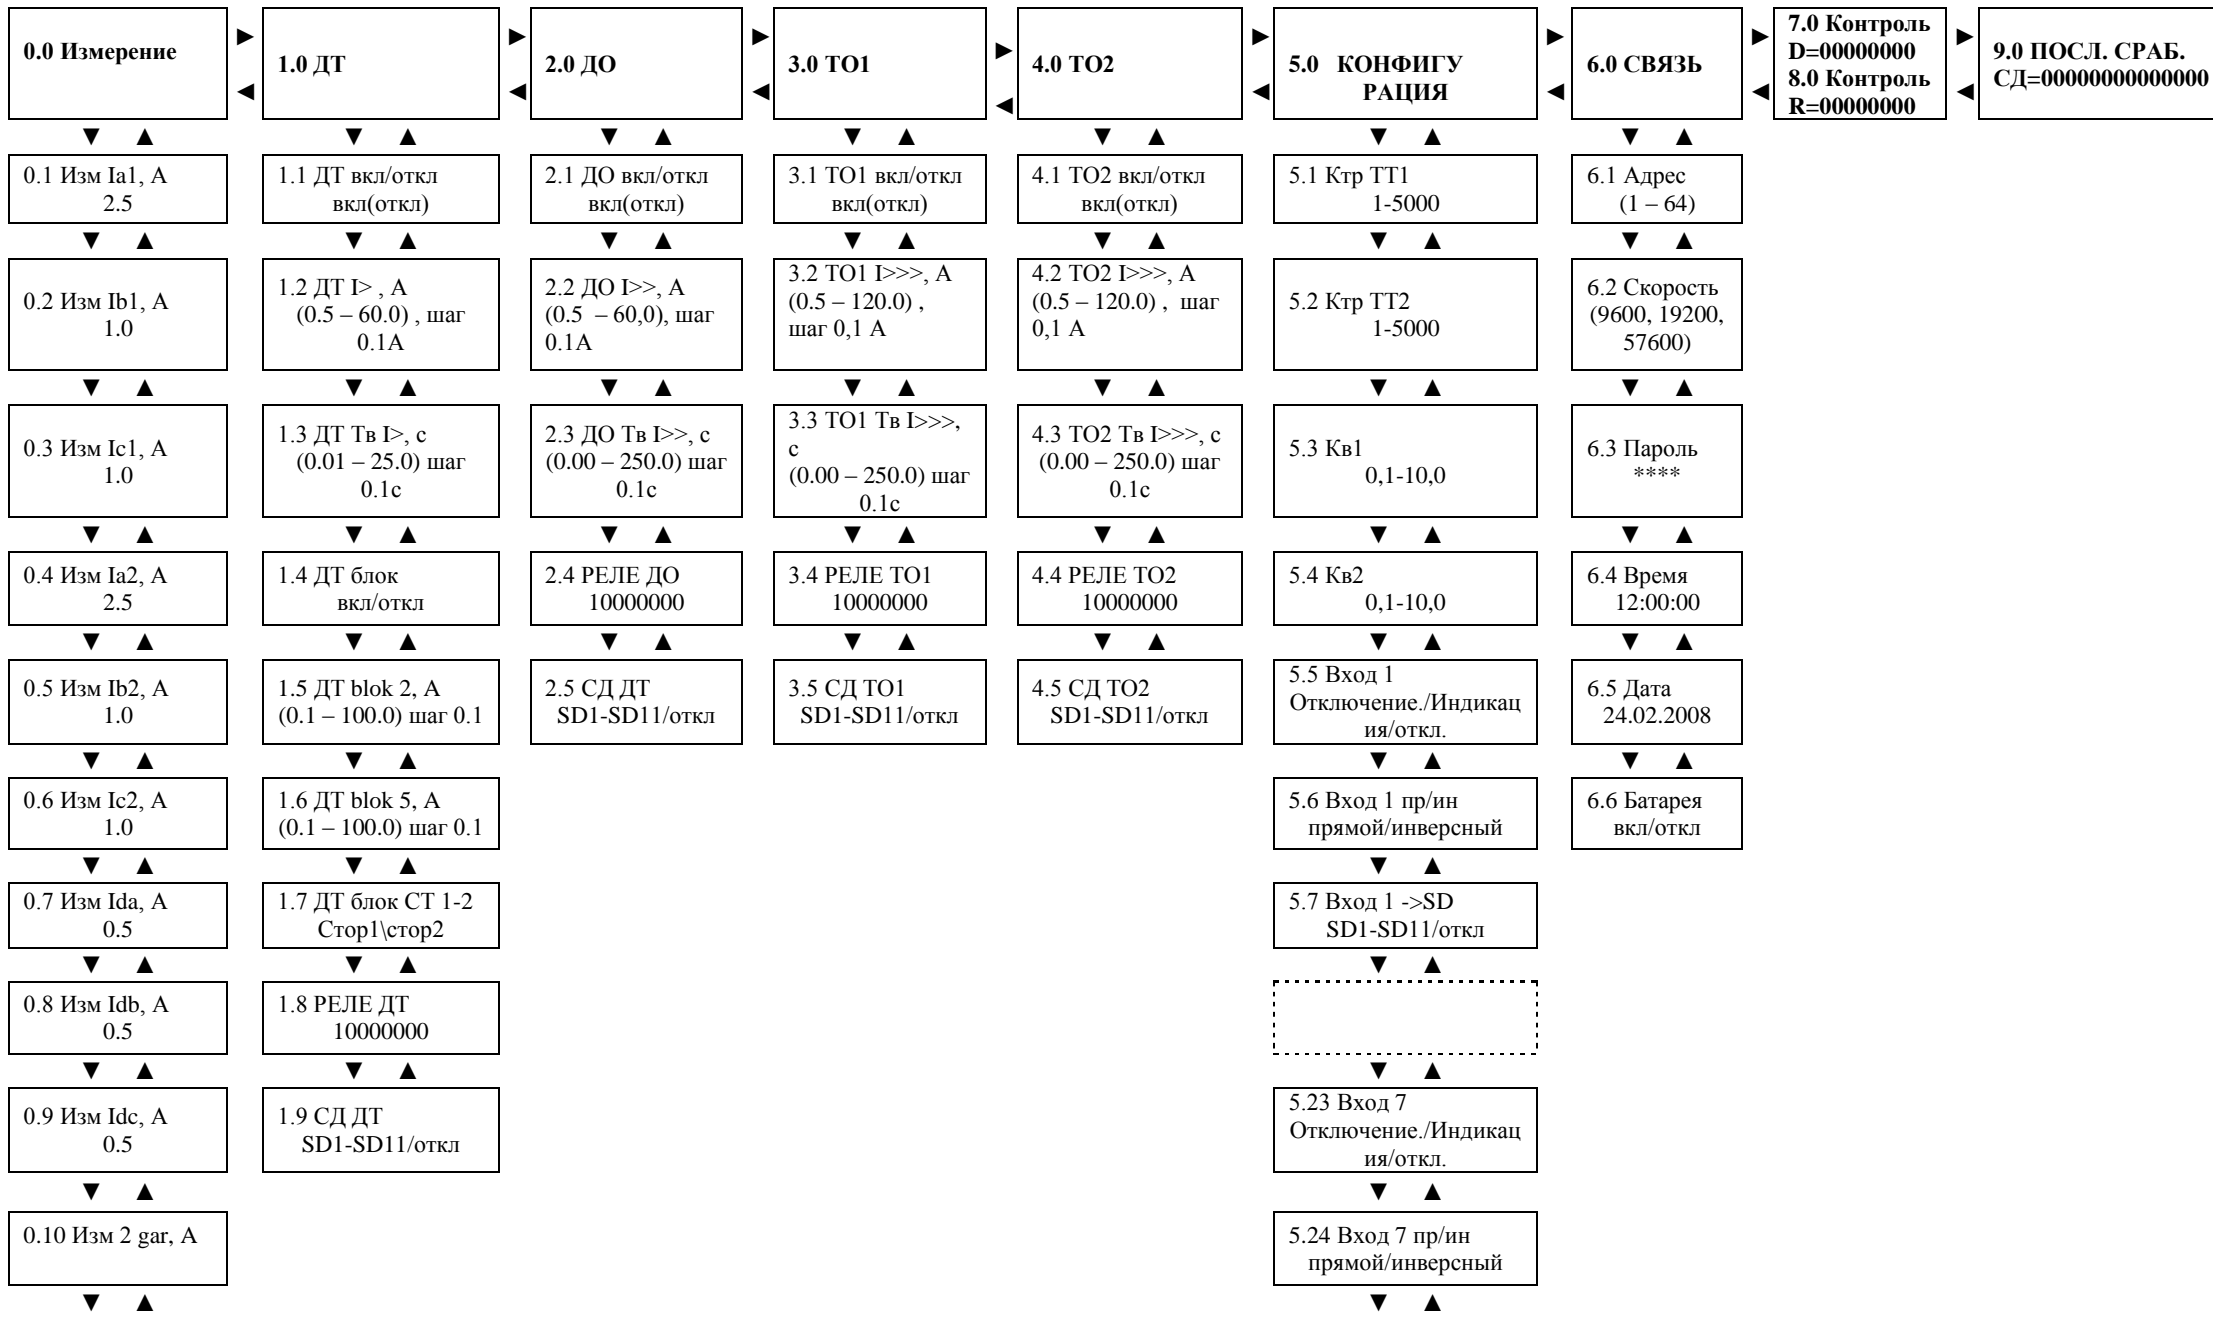 0.0 Измерение
1.0 ДТ
2.0 ДО
3.0 ТО1
4.0 ТО2
5.0 КОНФИГУ
РАЦИЯ
6.0 СВЯЗЬ
7.0 Контроль
D=00000000
8.0 Контроль
R=00000000
9.0 ПОСЛ. СРАБ.
СД=00000000000000
0.1 Изм Ia1, А
2.5
1.1 ДТ вкл/откл
вкл(откл)
2.1 ДО вкл/откл
вкл(откл)
3.1 ТО1 вкл/откл
вкл(откл)
4.1 ТО2 вкл/откл
вкл(откл)
5.1 Ктр ТТ1
1-5000
6.1 Адрес
(1 – 64)
0.2 Изм Ib1, А
1.0
1.2 ДТ I> , А
(0.5 – 60.0) , шаг
0.1А
2.2 ДО I>>, А
(0.5 – 60,0), шаг
0.1А
3.2 ТО1 I>>>, А
(0.5 – 120.0) ,
шаг 0,1 А
4.2 ТО2 I>>>, А
(0.5 – 120.0) , шаг
0,1 А
5.2 Ктр ТТ2
1-5000
6.2 Скорость
(9600, 19200,
57600)
0.3 Изм Ic1, А
1.0
1.3 ДТ Тв I>, с
(0.01 – 25.0) шаг
0.1с
2.3 ДО Тв I>>, с
(0.00 – 250.0) шаг
0.1с
3.3 ТО1 Тв I>>>,
с
(0.00 – 250.0) шаг
0.1с
4.3 ТО2 Тв I>>>, с
(0.00 – 250.0) шаг
0.1с
5.3 Кв1
0,1-10,0
6.3 Пароль
****
0.4 Изм Ia2, А
2.5
1.4 ДТ блок
вкл/откл
2.4 РЕЛЕ ДО
10000000
3.4 РЕЛЕ ТО1
10000000
4.4 РЕЛЕ ТО2
10000000
5.4 Кв2
0,1-10,0
6.4 Время
12:00:00
0.5 Изм Ib2, А
1.0
1.5 ДТ blok 2, А
(0.1 – 100.0) шаг 0.1
2.5 СД ДТ
SD1-SD11/откл
3.5 СД ТО1
SD1-SD11/откл
4.5 СД ТО2
SD1-SD11/откл
5.5 Вход 1
Отключение./Индикац
ия/откл.
6.5 Дата
24.02.2008
0.6 Изм Ic2, А
1.0
1.6 ДТ blok 5, А
(0.1 – 100.0) шаг 0.1
5.6 Вход 1 пр/ин
прямой/инверсный
6.6 Батарея
вкл/откл
0.7 Изм Ida, А
0.5
1.7 ДТ блок СТ 1-2
Стор1\стор2
5.7 Вход 1 ->SD
SD1-SD11/откл
0.8 Изм Idb, А
0.5
1.8 РЕЛЕ ДТ
10000000
0.9 Изм Idc, А
0.5
1.9 СД ДТ
SD1-SD11/откл
5.23 Вход 7
Отключение./Индикац
ия/откл.
0.10 Изм 2 gar, А
5.24 Вход 7 пр/ин
прямой/инверсный